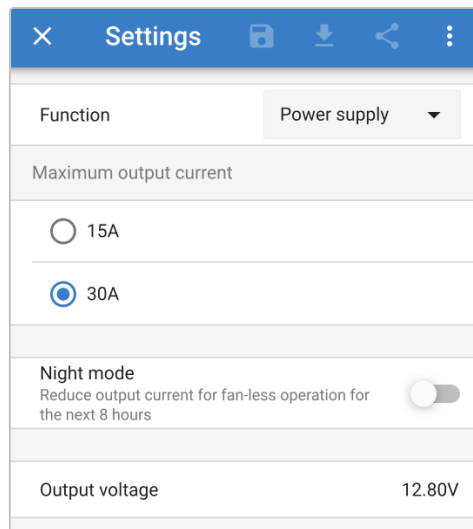 Settings
Function
Power supply
Maximum output current
15A
30A
Night mode
Reduce output current for fan-less operation for
the next 8 hours
Output voltage
12.80V